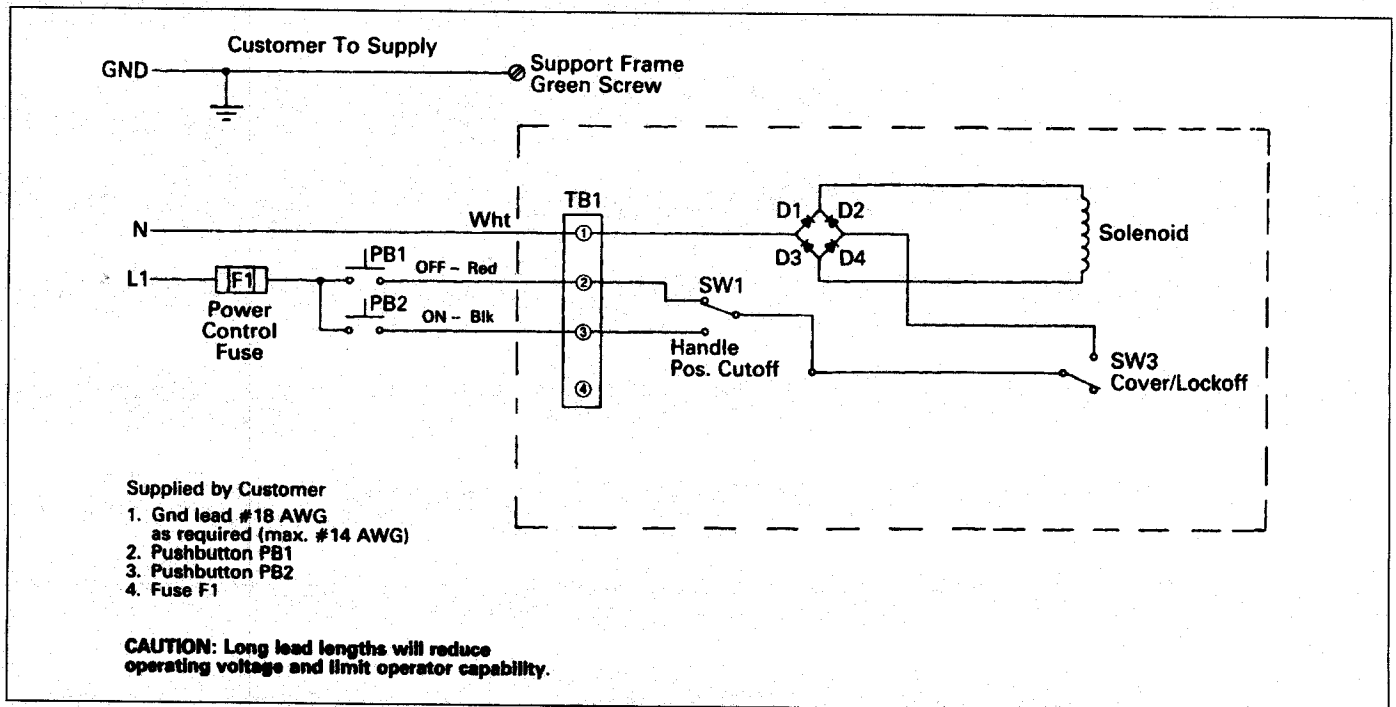 Customer To Supply
GND
Support Frame
Green Screw
TB1
D1
D2
Wht
N
①
Solenoid
PB1
D3
D4
OFF - Red
L1
F1
②
SW1
Power
Control
Fuse
PB2
ON - Blk
③
Handle
Pos. Cutoff
SW3
Cover/Lockoff
④
Supplied by Customer
1. Gnd lead #18 AWG
as required (max. #14 AWG)
2. Pushbutton PB1
3. Pushbutton PB2
4. Fuse F1
CAUTION: Long lead lengths will reduce
operating voltage and limit operator capability.